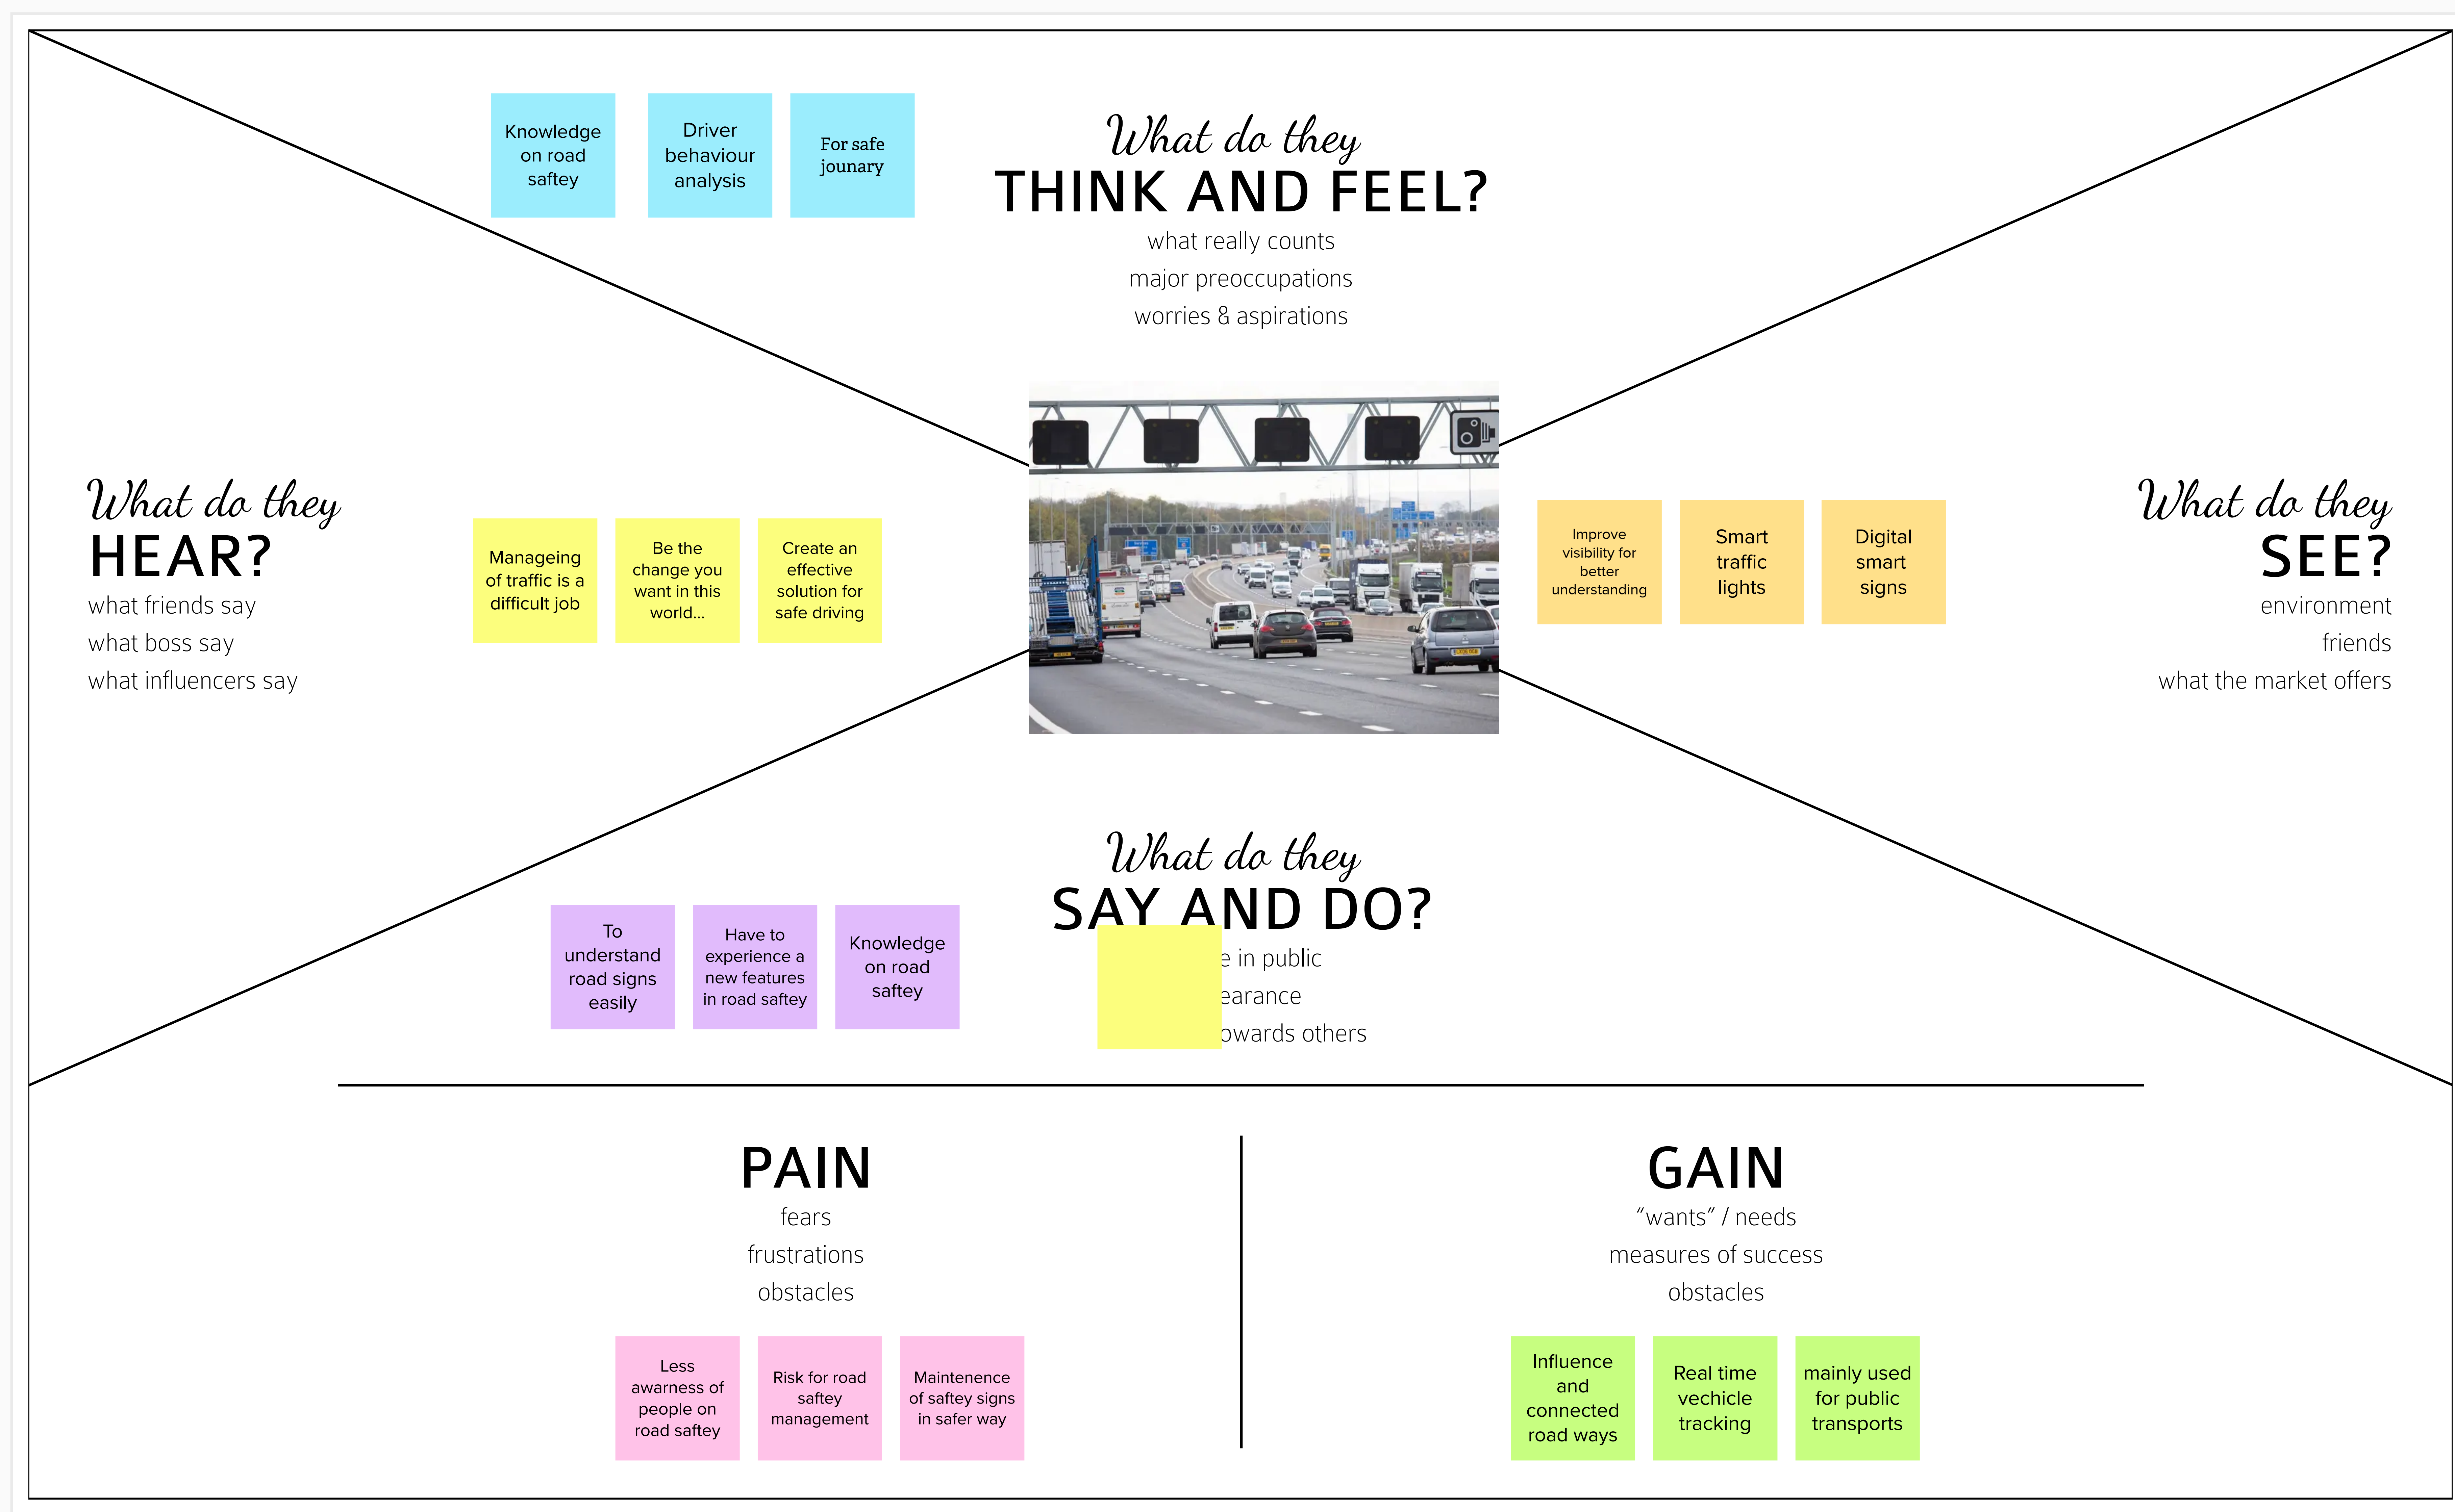 Knowledge
on road
saftey
Driver
behaviour
analysis
For safe
jounary
What do they
THINK AND FEEL?
what really counts
major preoccupations
worries & aspirations
What do they
HEAR?
what friends say
what boss say
what influencers say
Manageing
of traffic is a
difficult job
Be the
change you
want in this
world...
Create an
effective
solution for
safe driving
Improve
visibility for
better
understanding
Smart
traffic
lights
Digital
smart
signs
What do they
SEE?
environment
friends
what the market offers
What do they
SAY AND DO?
e in public
earance
owards others
To
understand
road signs
easily
Have to
experience a
new features
in road saftey
Knowledge
on road
saftey
PAIN
fears
frustrations
obstacles
Less
awarness of
people on
road saftey
Risk for road
saftey
management
Maintenence
of saftey signs
in safer way
GAIN
“wants” / needs
measures of success
obstacles
Influence
and
connected
road ways
Real time
vechicle
tracking
mainly used
for public
transports